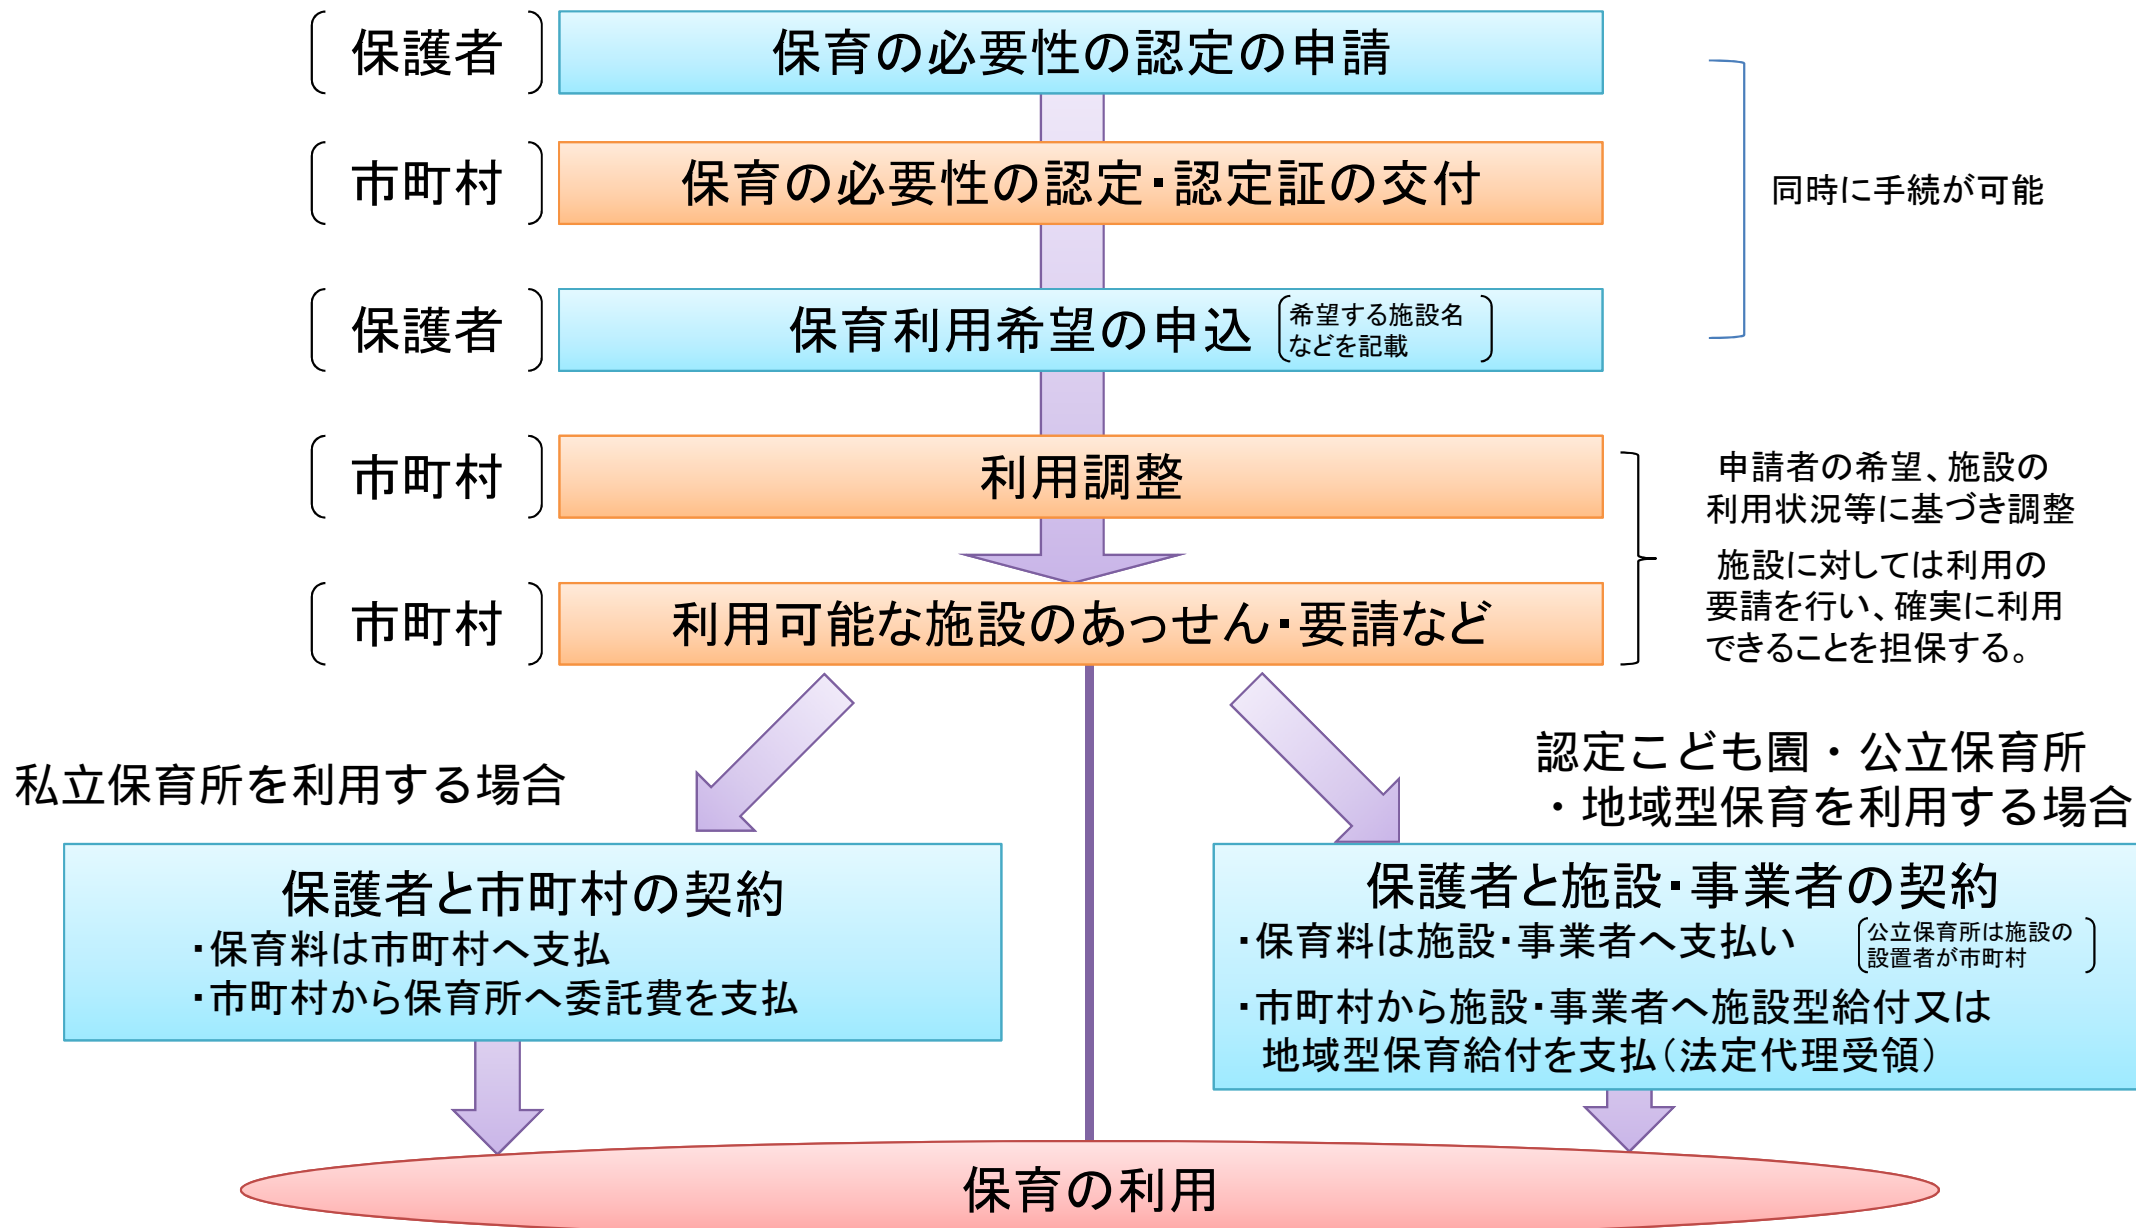 保護者
保育の必要性の認定の申請
市町村
保育の必要性の認定・認定証の交付
同時に手続が可能
保護者
保育利用希望の申込
希望する施設名
などを記載
市町村
利用調整
申請者の希望、施設の
利用状況等に基づき調整
施設に対しては利用の
要請を行い、確実に利用
できることを担保する。
市町村
利用可能な施設のあっせん・要請など
私立保育所を利用する場合
認定こども園・公立保育所
・地域型保育を利用する場合
保護者と市町村の契約
・保育料は市町村へ支払
・市町村から保育所へ委託費を支払
保護者と施設・事業者の契約
・保育料は施設・事業者へ支払い
公立保育所は施設の
設置者が市町村
・市町村から施設・事業者へ施設型給付又は
地域型保育給付を支払（法定代理受領）
保育の利用